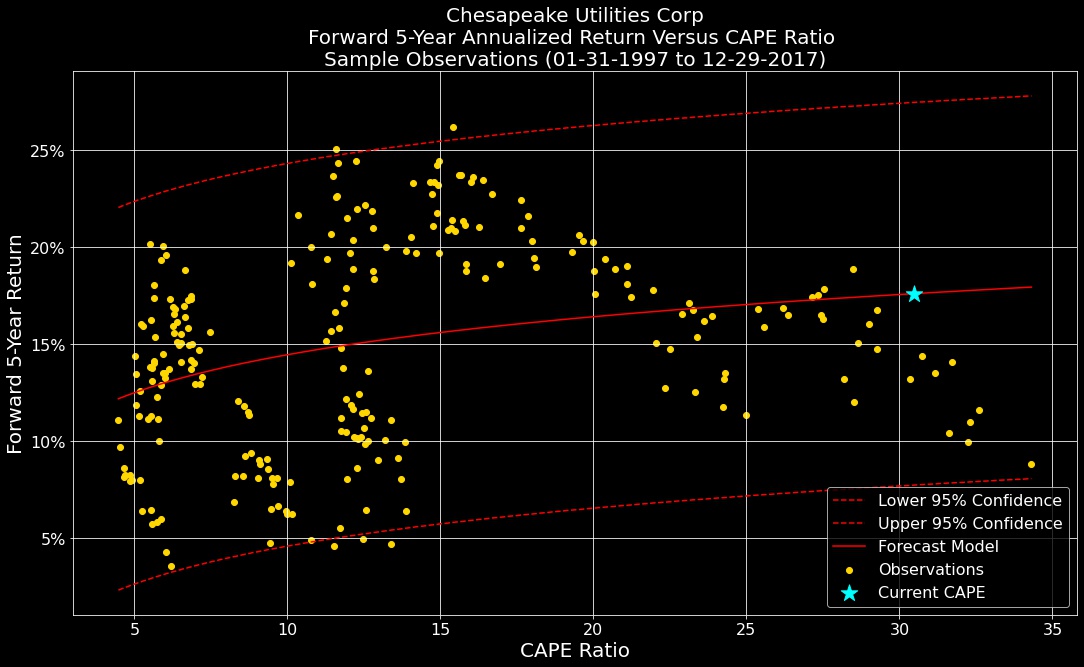 Chesapeake Utilities Corp
Forward 5-Year Annualized Return Versus CAPE Ratio
Sample Observations (01-31-1997 to 12-29-2017)
Forward 5-Year Return
25%
20%
15%
10%
5%
Lower 95% Confidence
Upper 95% Confidence
Forecast Model
Observations
Current CAPE
5 10 15 20 25 30 35
CAPE Ratio